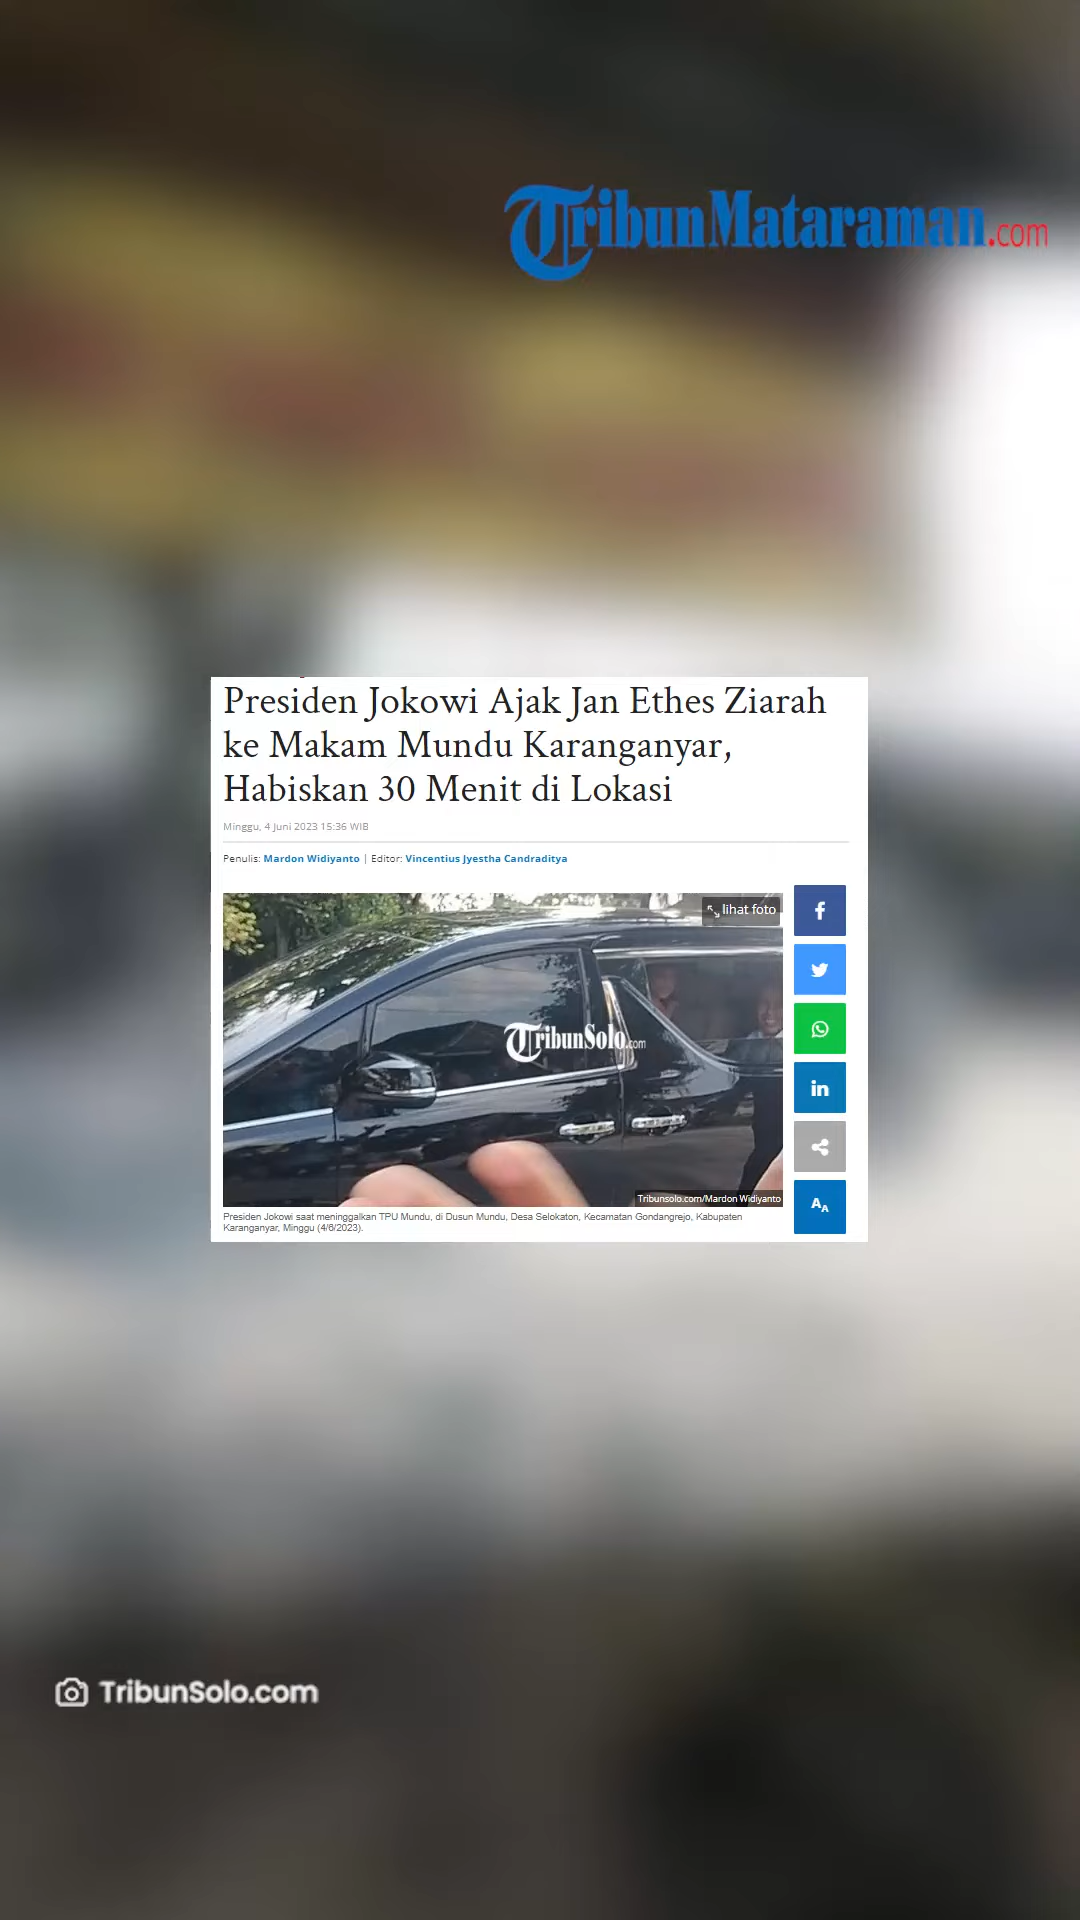 TribunMataraman.com
Presiden Jokowi Ajak Jan Ethes Ziarah
ke Makam Mundu Karanganyar,
Habiskan 30 Menit di Lokasi
Minggu, 4 Juni 2023 15:36 WIB
Penulis: Mardon Widiyanto | Editor: Vincentius Jyestha Candraditya
lihat foto
TribunSolo.com
Tribunsolo.com/Mardon Widiyanto
Presiden Jokowi saat meninggalkan TPU Mundu, di Dusun Mundu, Desa Selokaton, Kecamatan Gondangrejo, Kabupaten
Karanganyar, Minggu (4/6/2023).
f
in
AA
TribunSolo.com